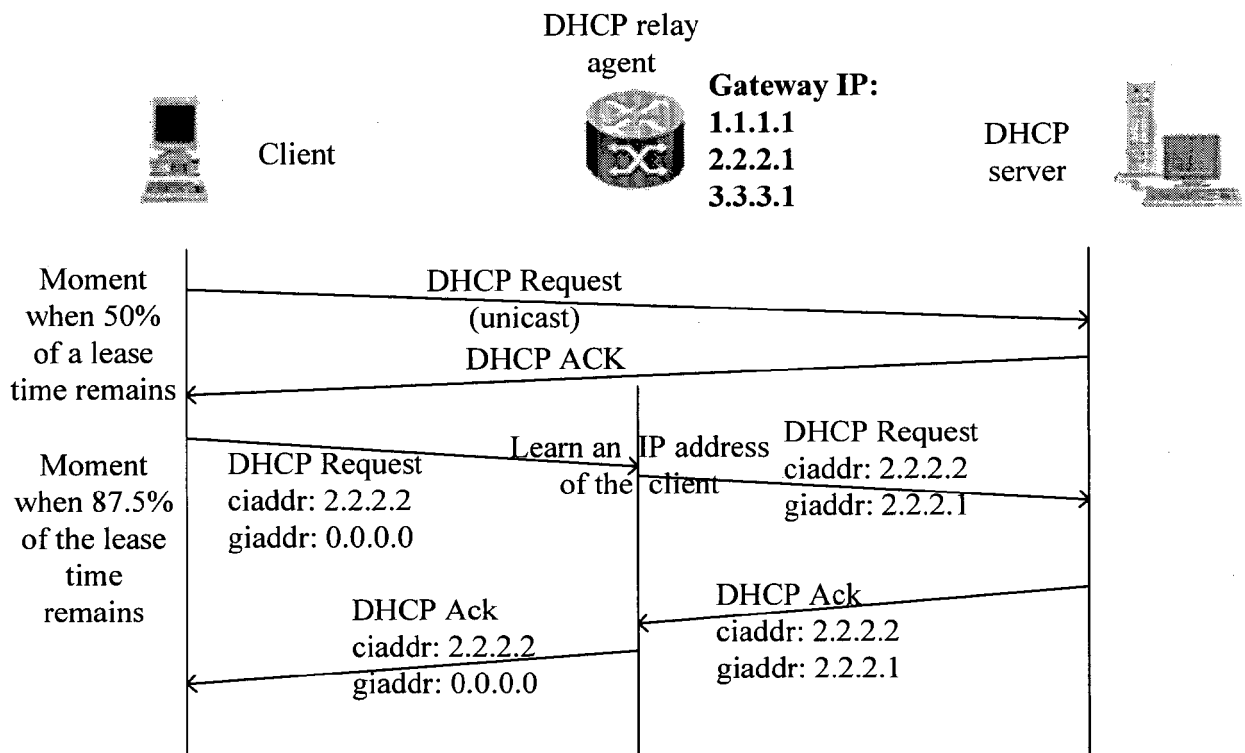 DHCP relay
agent
Gateway IP:
1.1.1.1
2.2.2.1
3.3.3.1
Client
DHCP
server
Moment
when 50%
of a lease
time remains
DHCP Request
(unicast)
DHCP ACK
Moment
when 87.5%
of the lease
time
remains
DHCP Request
ciaddr: 2.2.2.2
giaddr: 0.0.0.0
Learn an IP address
of the client
DHCP Request
ciaddr: 2.2.2.2
giaddr: 2.2.2.1
DHCP Ack
ciaddr: 2.2.2.2
giaddr: 2.2.2.1
DHCP Ack
ciaddr: 2.2.2.2
giaddr: 0.0.0.0